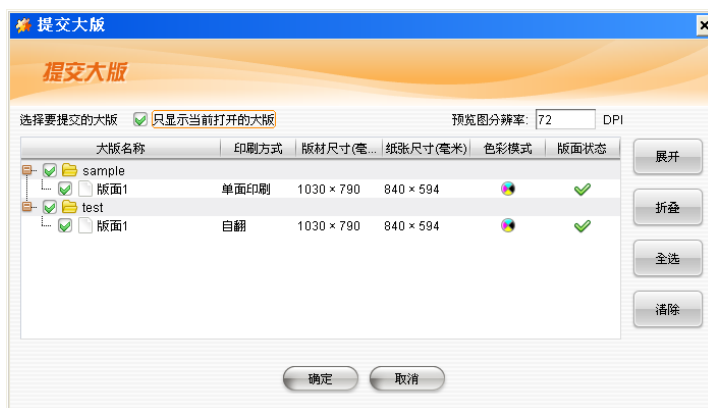 提交大版
提交大版
选择要提交的大版 只显示当前打开的大版 预览图分辨率: 72 DPI
大版名称 印刷方式 版材尺寸(毫... 纸张尺寸(毫米) 色彩模式 版面状态
展开
sample
版面1 单面印刷 1030 × 790 840 × 594
test
折叠
版面1 自翻 1030 × 790 840 × 594
全选
清除
确定 取消